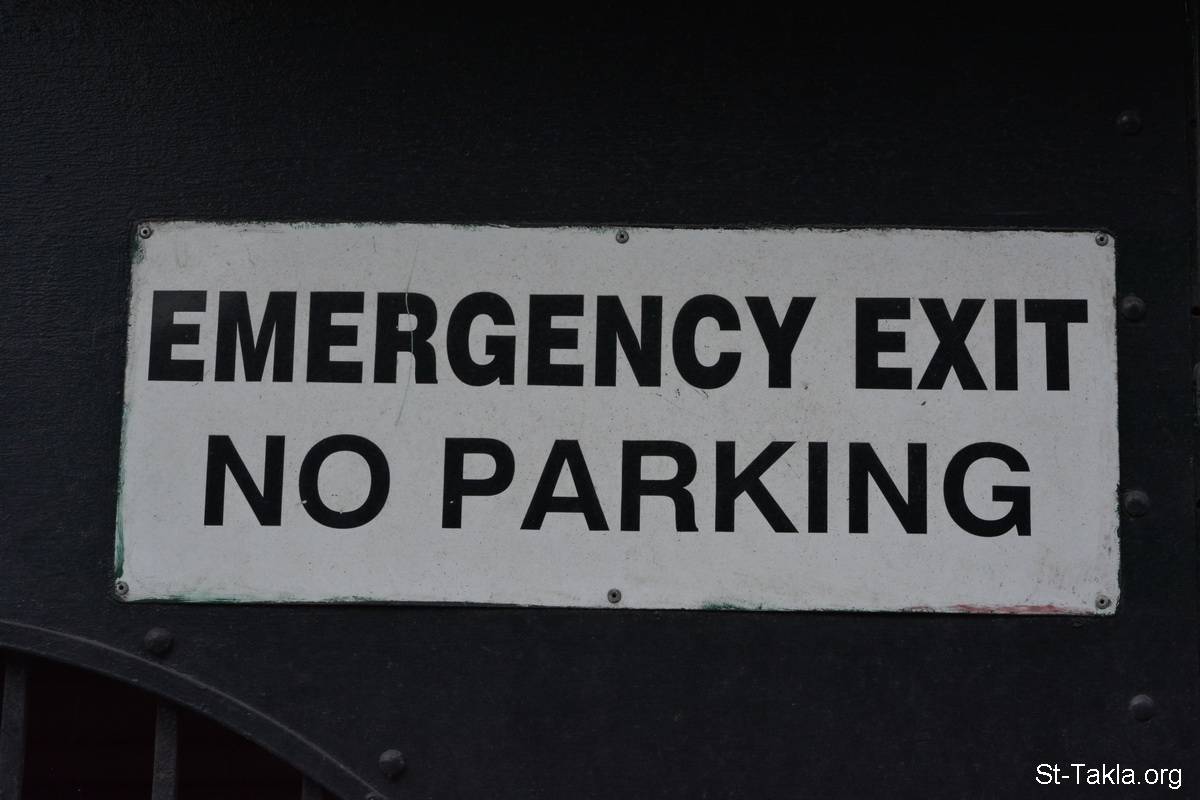 EMERGENCY EXIT
NO PARKING
St-Takla.org